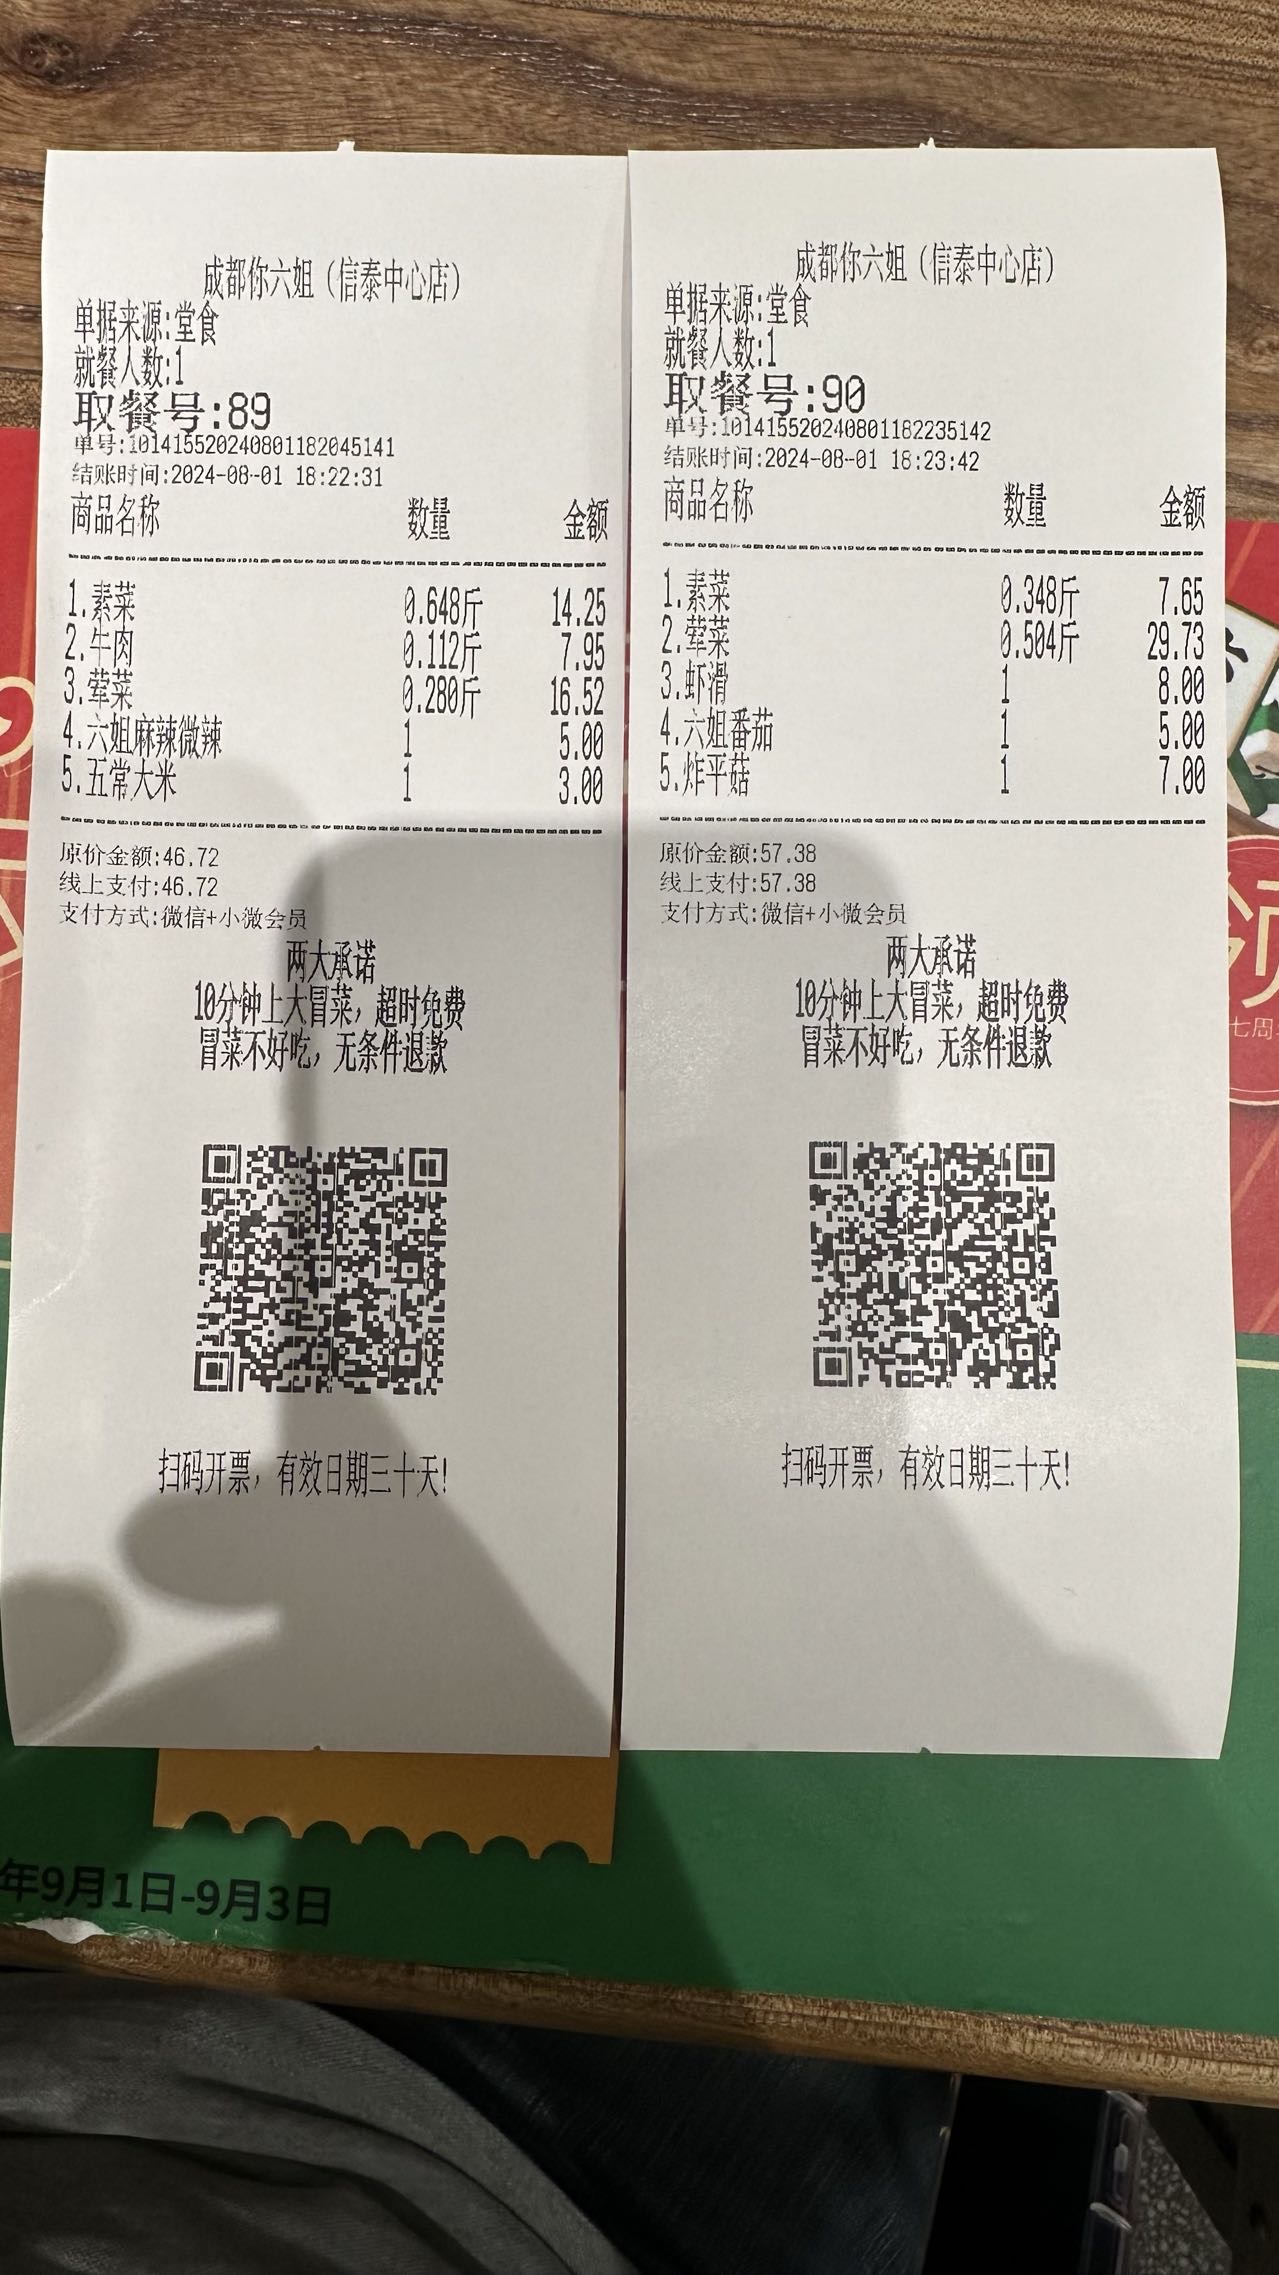 成都你六姐（信泰中心店）
单据来源:堂食
就餐人数:1
取餐号:89
单号:101415520240801182045141
结账时间:2024-08-01 18:22:31
商品名称 数量 金额
1.素菜 0.648斤 14.25
2.牛肉 0.112斤 7.95
3.荤菜 0.280斤 16.52
4.六姐麻辣微辣 1 5.00
5.五常大米 1 3.00
原价金额:46.72
线上支付:46.72
支付方式:微信+小微会员
两大承诺
10分钟上大冒菜，超时免费
冒菜不好吃，无条件退款
扫码开票，有效日期三十天!
成都你六姐（信泰中心店）
单据来源:堂食
就餐人数:1
取餐号:90
单号:101415520240801182235142
结账时间:2024-08-01 18:23:42
商品名称 数量 金额
1.素菜 0.348斤 7.65
2.荤菜 0.504斤 29.73
3.虾滑 1 8.00
4.六姐番茄 1 5.00
5.炸平菇 1 7.00
原价金额:57.38
线上支付:57.38
支付方式:微信+小微会员
两大承诺
10分钟上大冒菜，超时免费
冒菜不好吃，无条件退款
扫码开票，有效日期三十天!
七周
年9月1日-9月3日